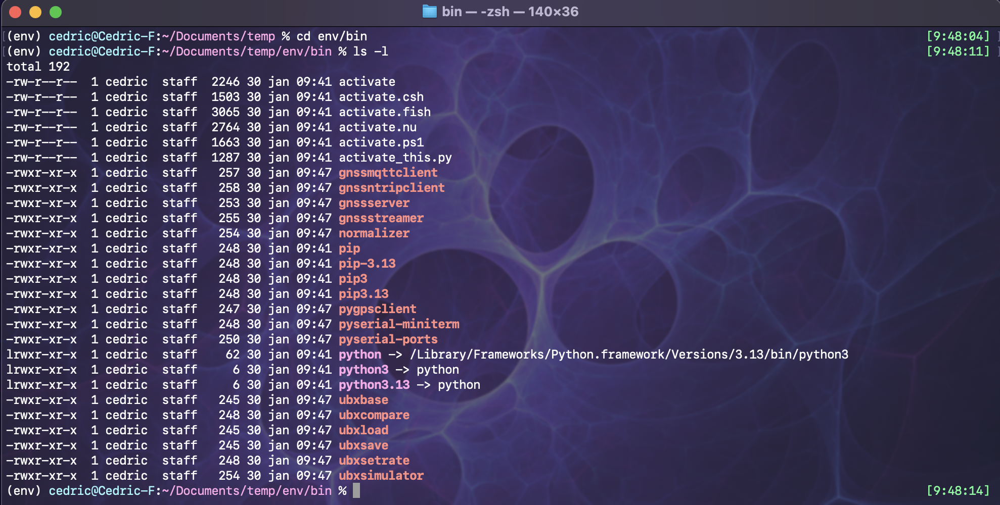 bin — -zsh — 140×36
(env) cedric@Cedric-F:~/Documents/temp % cd env/bin [9:48:04]
(env) cedric@Cedric-F:~/Documents/temp/env/bin % ls -l [9:48:11]
total 192
-rw-r--r-- 1 cedric staff 2246 30 jan 09:41 activate
-rw-r--r-- 1 cedric staff 1503 30 jan 09:41 activate.csh
-rw-r--r-- 1 cedric staff 3065 30 jan 09:41 activate.fish
-rw-r--r-- 1 cedric staff 2764 30 jan 09:41 activate.nu
-rw-r--r-- 1 cedric staff 1663 30 jan 09:41 activate.ps1
-rw-r--r-- 1 cedric staff 1287 30 jan 09:41 activate_this.py
-rwxr-xr-x 1 cedric staff 257 30 jan 09:47 gnssmqttclient
-rwxr-xr-x 1 cedric staff 258 30 jan 09:47 gnssntripclient
-rwxr-xr-x 1 cedric staff 253 30 jan 09:47 gnssserver
-rwxr-xr-x 1 cedric staff 255 30 jan 09:47 gnssstreamer
-rwxr-xr-x 1 cedric staff 254 30 jan 09:47 normalizer
-rwxr-xr-x 1 cedric staff 248 30 jan 09:41 pip
-rwxr-xr-x 1 cedric staff 248 30 jan 09:41 pip-3.13
-rwxr-xr-x 1 cedric staff 248 30 jan 09:41 pip3
-rwxr-xr-x 1 cedric staff 248 30 jan 09:41 pip3.13
-rwxr-xr-x 1 cedric staff 247 30 jan 09:47 pygpsclient
-rwxr-xr-x 1 cedric staff 248 30 jan 09:47 pyserial-miniterm
-rwxr-xr-x 1 cedric staff 250 30 jan 09:47 pyserial-ports
lrwxr-xr-x 1 cedric staff 62 30 jan 09:41 python -> /Library/Frameworks/Python.framework/Versions/3.13/bin/python3
lrwxr-xr-x 1 cedric staff 6 30 jan 09:41 python3 -> python
lrwxr-xr-x 1 cedric staff 6 30 jan 09:41 python3.13 -> python
-rwxr-xr-x 1 cedric staff 245 30 jan 09:47 ubxbase
-rwxr-xr-x 1 cedric staff 248 30 jan 09:47 ubxcompare
-rwxr-xr-x 1 cedric staff 245 30 jan 09:47 ubxload
-rwxr-xr-x 1 cedric staff 245 30 jan 09:47 ubxsave
-rwxr-xr-x 1 cedric staff 248 30 jan 09:47 ubxsetrate
-rwxr-xr-x 1 cedric staff 254 30 jan 09:47 ubxsimulator
(env) cedric@Cedric-F:~/Documents/temp/env/bin % [9:48:14]